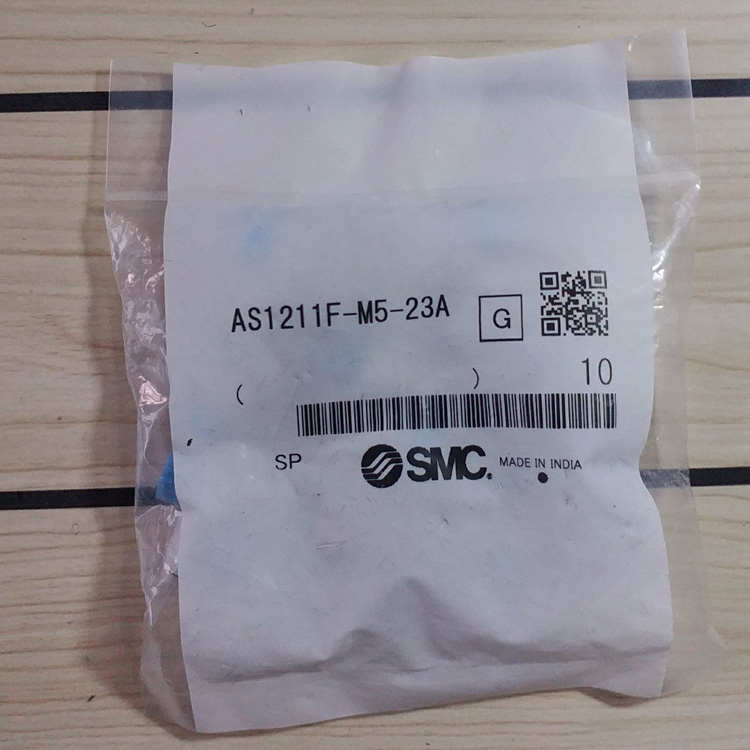 AS1211F-M5-23A G
( ) 10
SP SMC. MADE IN INDIA